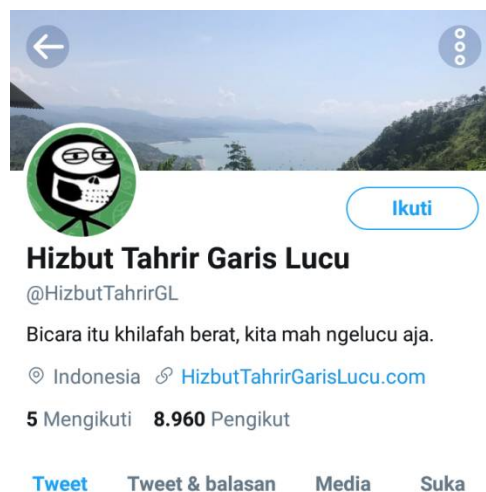 Ikuti
Hizbut Tahrir Garis Lucu
@HizbutTahrirGL
Bicara itu khilafah berat, kita mah ngelucu aja.
Indonesia HizbutTahrirGarisLucu.com
5 Mengikuti 8.960 Pengikut
Tweet Tweet & balasan Media Suka